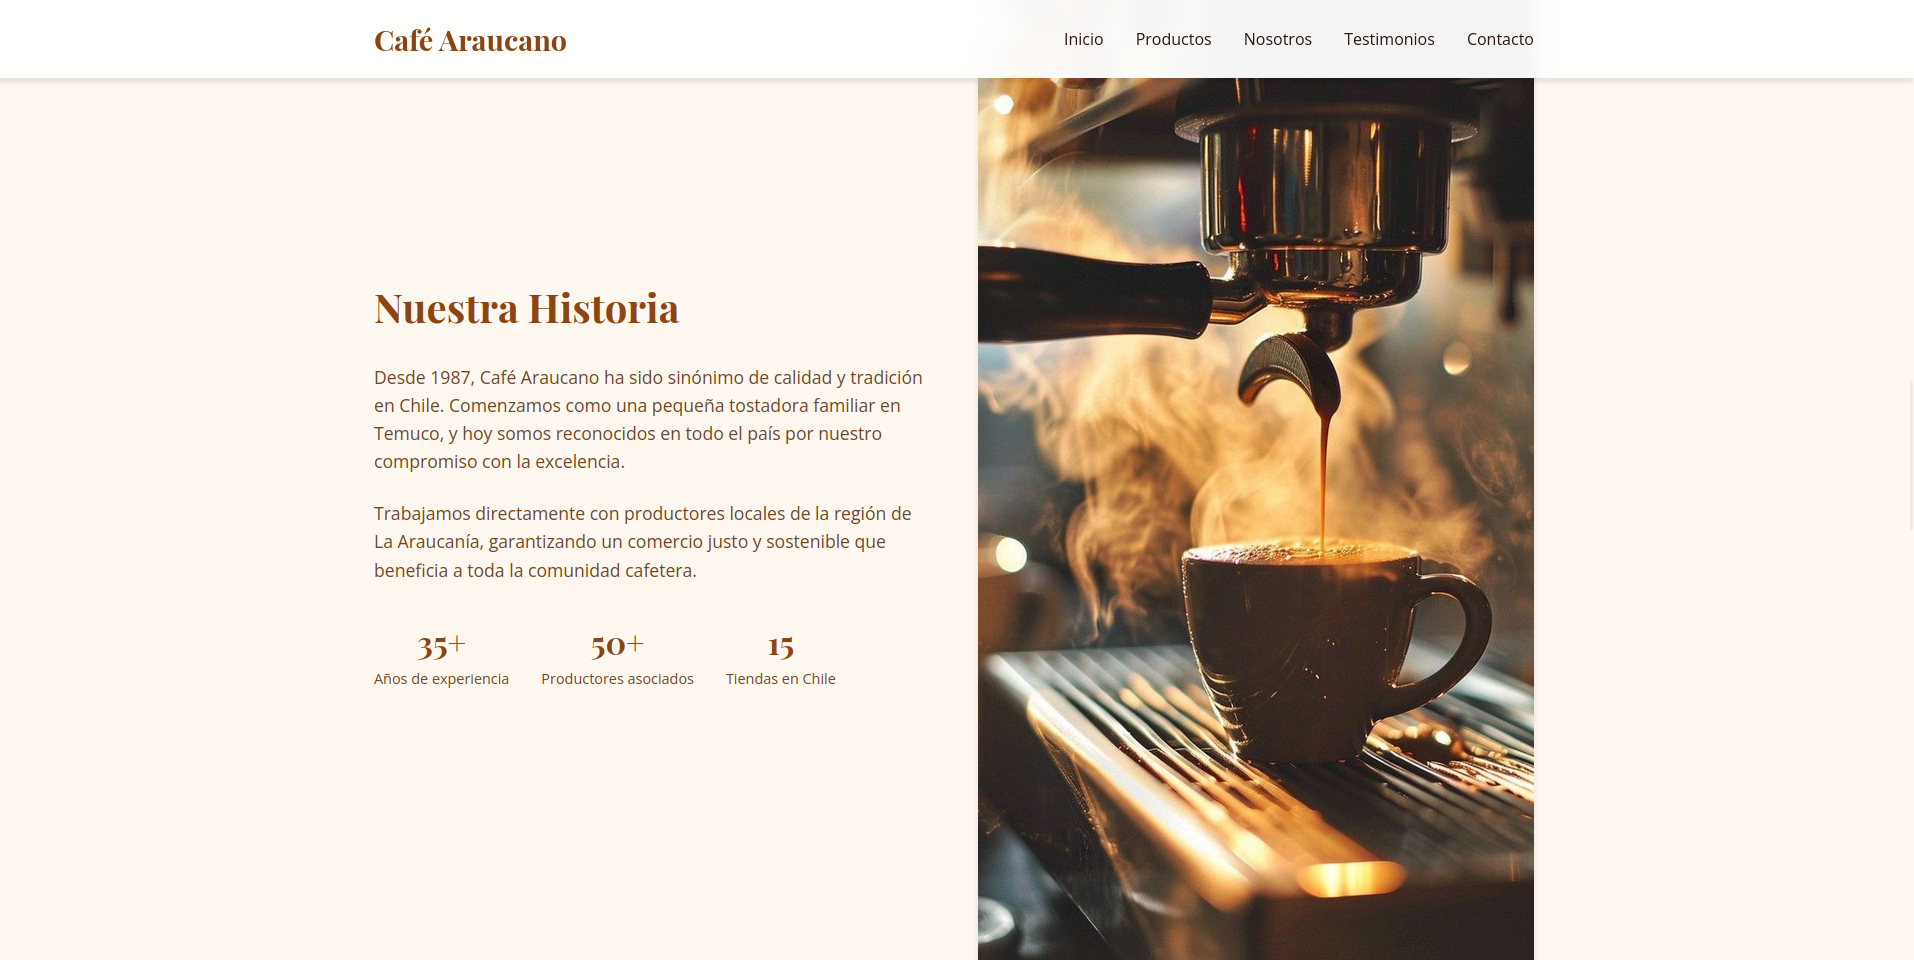 Café Araucano
Inicio
Productos
Nosotros
Testimonios
Contacto
Nuestra Historia
Desde 1987, Café Araucano ha sido sinónimo de calidad y tradición
en Chile. Comenzamos como una pequeña tostadora familiar en
Temuco, y hoy somos reconocidos en todo el país por nuestro
compromiso con la excelencia.
Trabajamos directamente con productores locales de la región de
La Araucanía, garantizando un comercio justo y sostenible que
beneficia a toda la comunidad cafetera.
35+
Años de experiencia
50+
Productores asociados
15
Tiendas en Chile